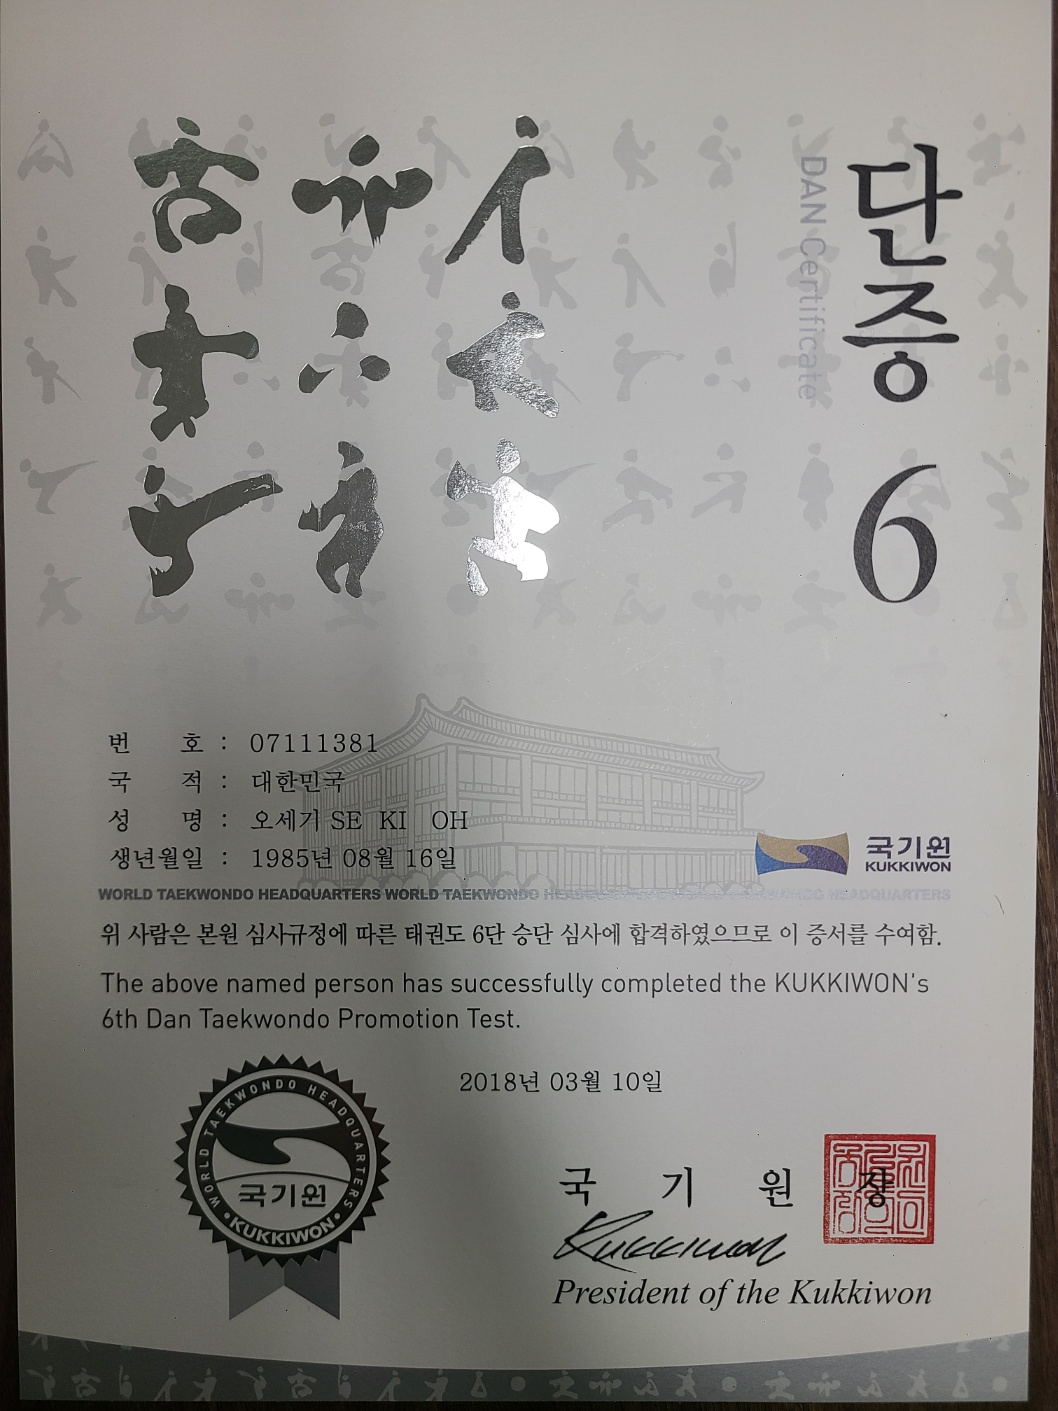 단증 6
DAN Certificate
번 호 : 07111381
국 적 : 대한민국
성 명 : 오세기 SE KI OH
생년월일 : 1985년 08월 16일
국기원
KUKKIWON
WORLD TAEKWONDO HEADQUARTERS WORLD TAEKWONDO HEADQUARTERS WORLD TAEKWONDO HEADQUARTERS
위 사람은 본원 심사규정에 따른 태권도 6단 승단 심사에 합격하였으므로 이 증서를 수여함.
The above named person has successfully completed the KUKKIWON's
6th Dan Taekwondo Promotion Test.
2018년 03월 10일
WORLD TAEKWONDO HEADQUARTERS
국기원
KUKKIWON
국 기 원 장
Kukkiwon
President of the Kukkiwon